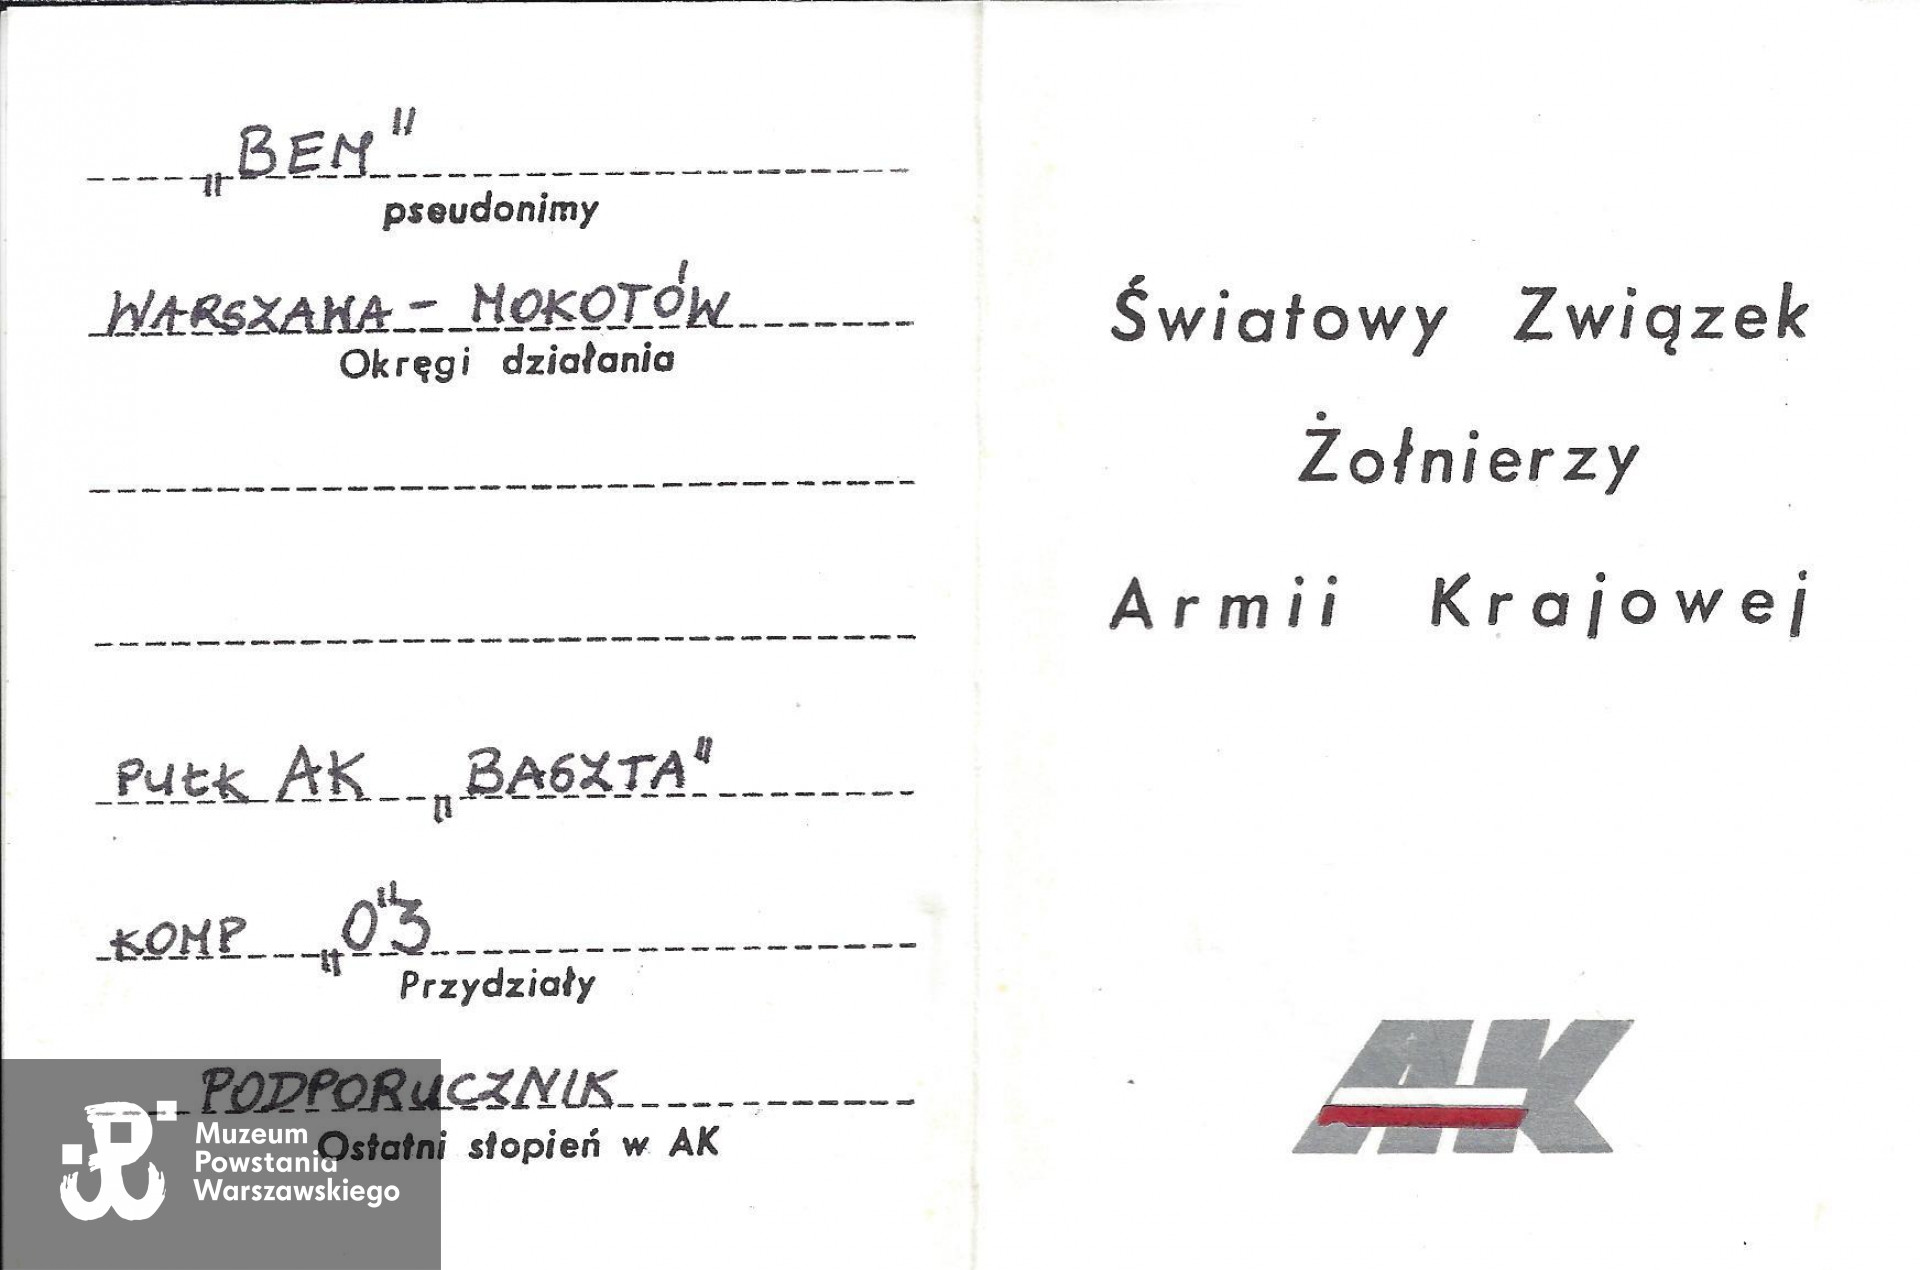 „BEM"
pseudonimy
WARSZAWA - MOKOTÓW
Okręgi działania
PUŁK AK „BASZTA"
KOMP „O"3
Przydziały
PODPORUCZNIK
Ostatni stopień w AK
Muzeum
Powstania
Warszawskiego
Światowy Związek
Żołnierzy
Armii Krajowej
AK